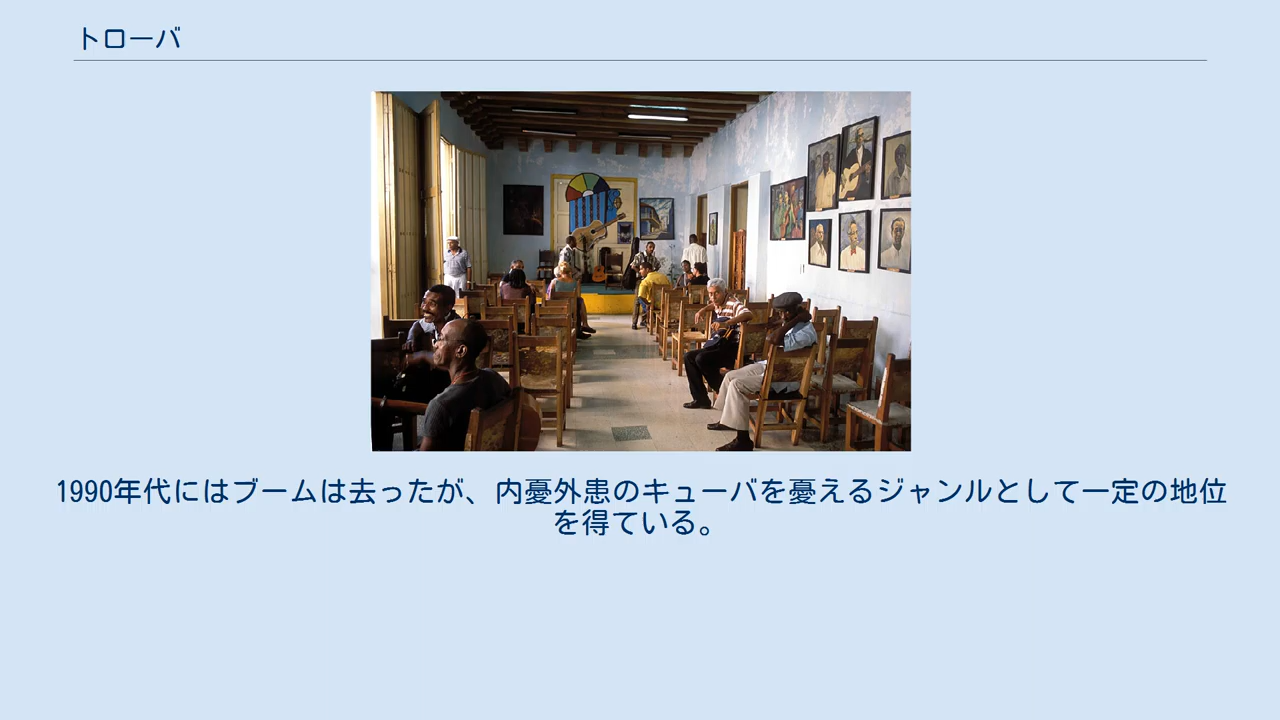 トローバ
1990年代にはブームは去ったが、内憂外患のキューバを憂えるジャンルとして一定の地位
を得ている。